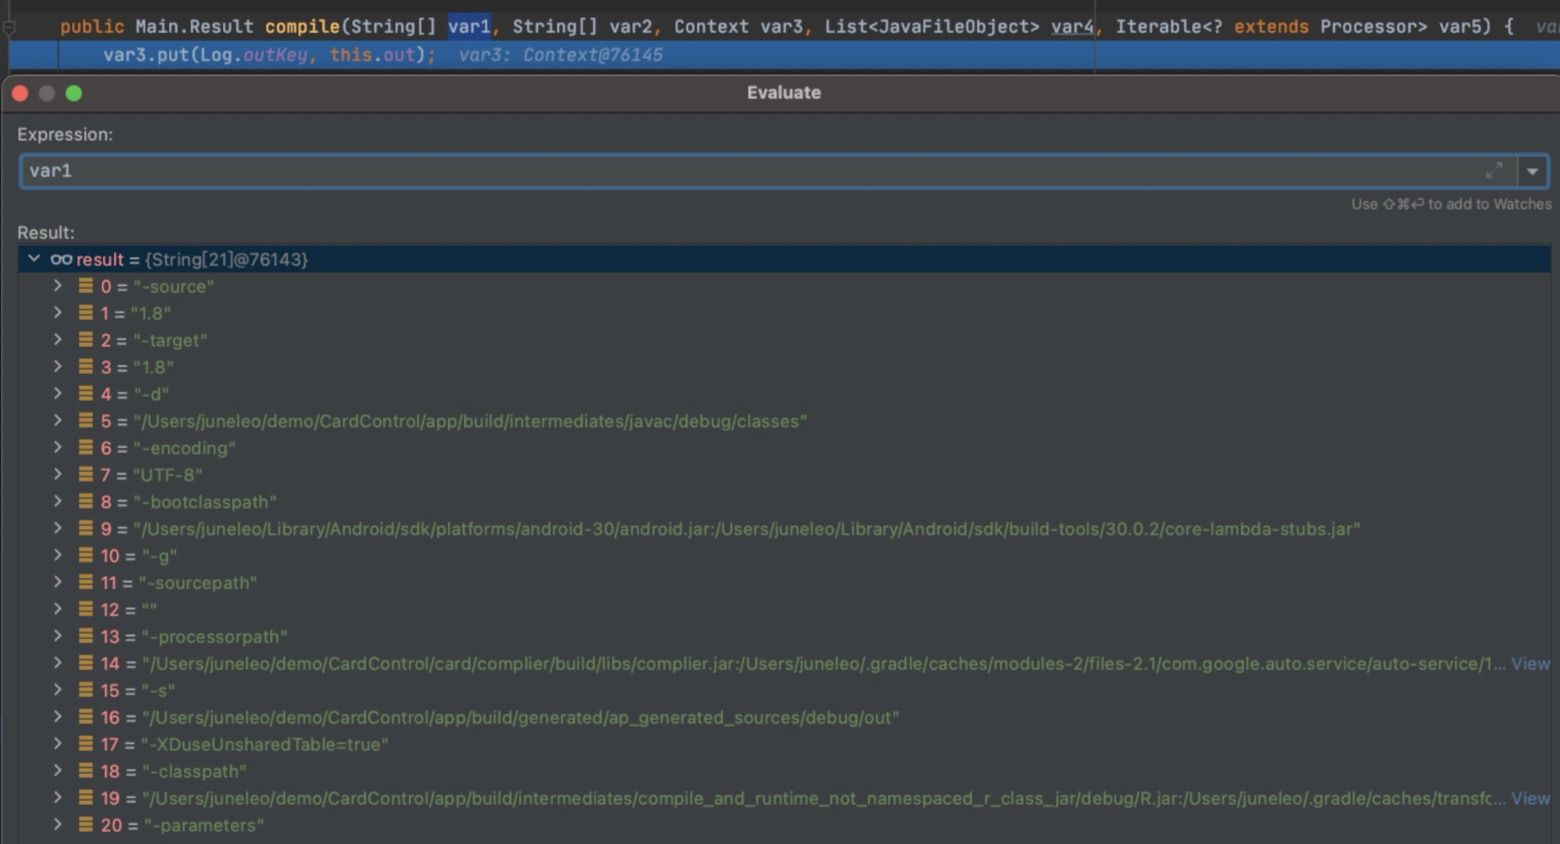 public Main.Result compile(String[] var1, String[] var2, Context var3, List<JavaFileObject> var4, Iterable<? extends Processor> var5) { va
var3.put(Log.outKey, this.out); var3: Context@76145
Evaluate
Expression:
var1
Use ⇧⌘⏎ to add to Watches
Result:
result = {String[21]@76143}
0 = "-source"
1 = "1.8"
2 = "-target"
3 = "1.8"
4 = "-d"
5 = "/Users/juneleo/demo/CardControl/app/build/intermediates/javac/debug/classes"
6 = "-encoding"
7 = "UTF-8"
8 = "-bootclasspath"
9 = "/Users/juneleo/Library/Android/sdk/platforms/android-30/android.jar:/Users/juneleo/Library/Android/sdk/build-tools/30.0.2/core-lambda-stubs.jar"
10 = "-g"
11 = "-sourcepath"
12 = ""
13 = "-processorpath"
14 = "/Users/juneleo/demo/CardControl/card/complier/build/libs/complier.jar:/Users/juneleo/.gradle/caches/modules-2/files-2.1/com.google.auto.service/auto-service/1... View
15 = "-s"
16 = "/Users/juneleo/demo/CardControl/app/build/generated/ap_generated_sources/debug/out"
17 = "-XDuseUnsharedTable=true"
18 = "-classpath"
19 = "/Users/juneleo/demo/CardControl/app/build/intermediates/compile_and_runtime_not_namespaced_r_class_jar/debug/R.jar:/Users/juneleo/.gradle/caches/transfo... View
20 = "-parameters"